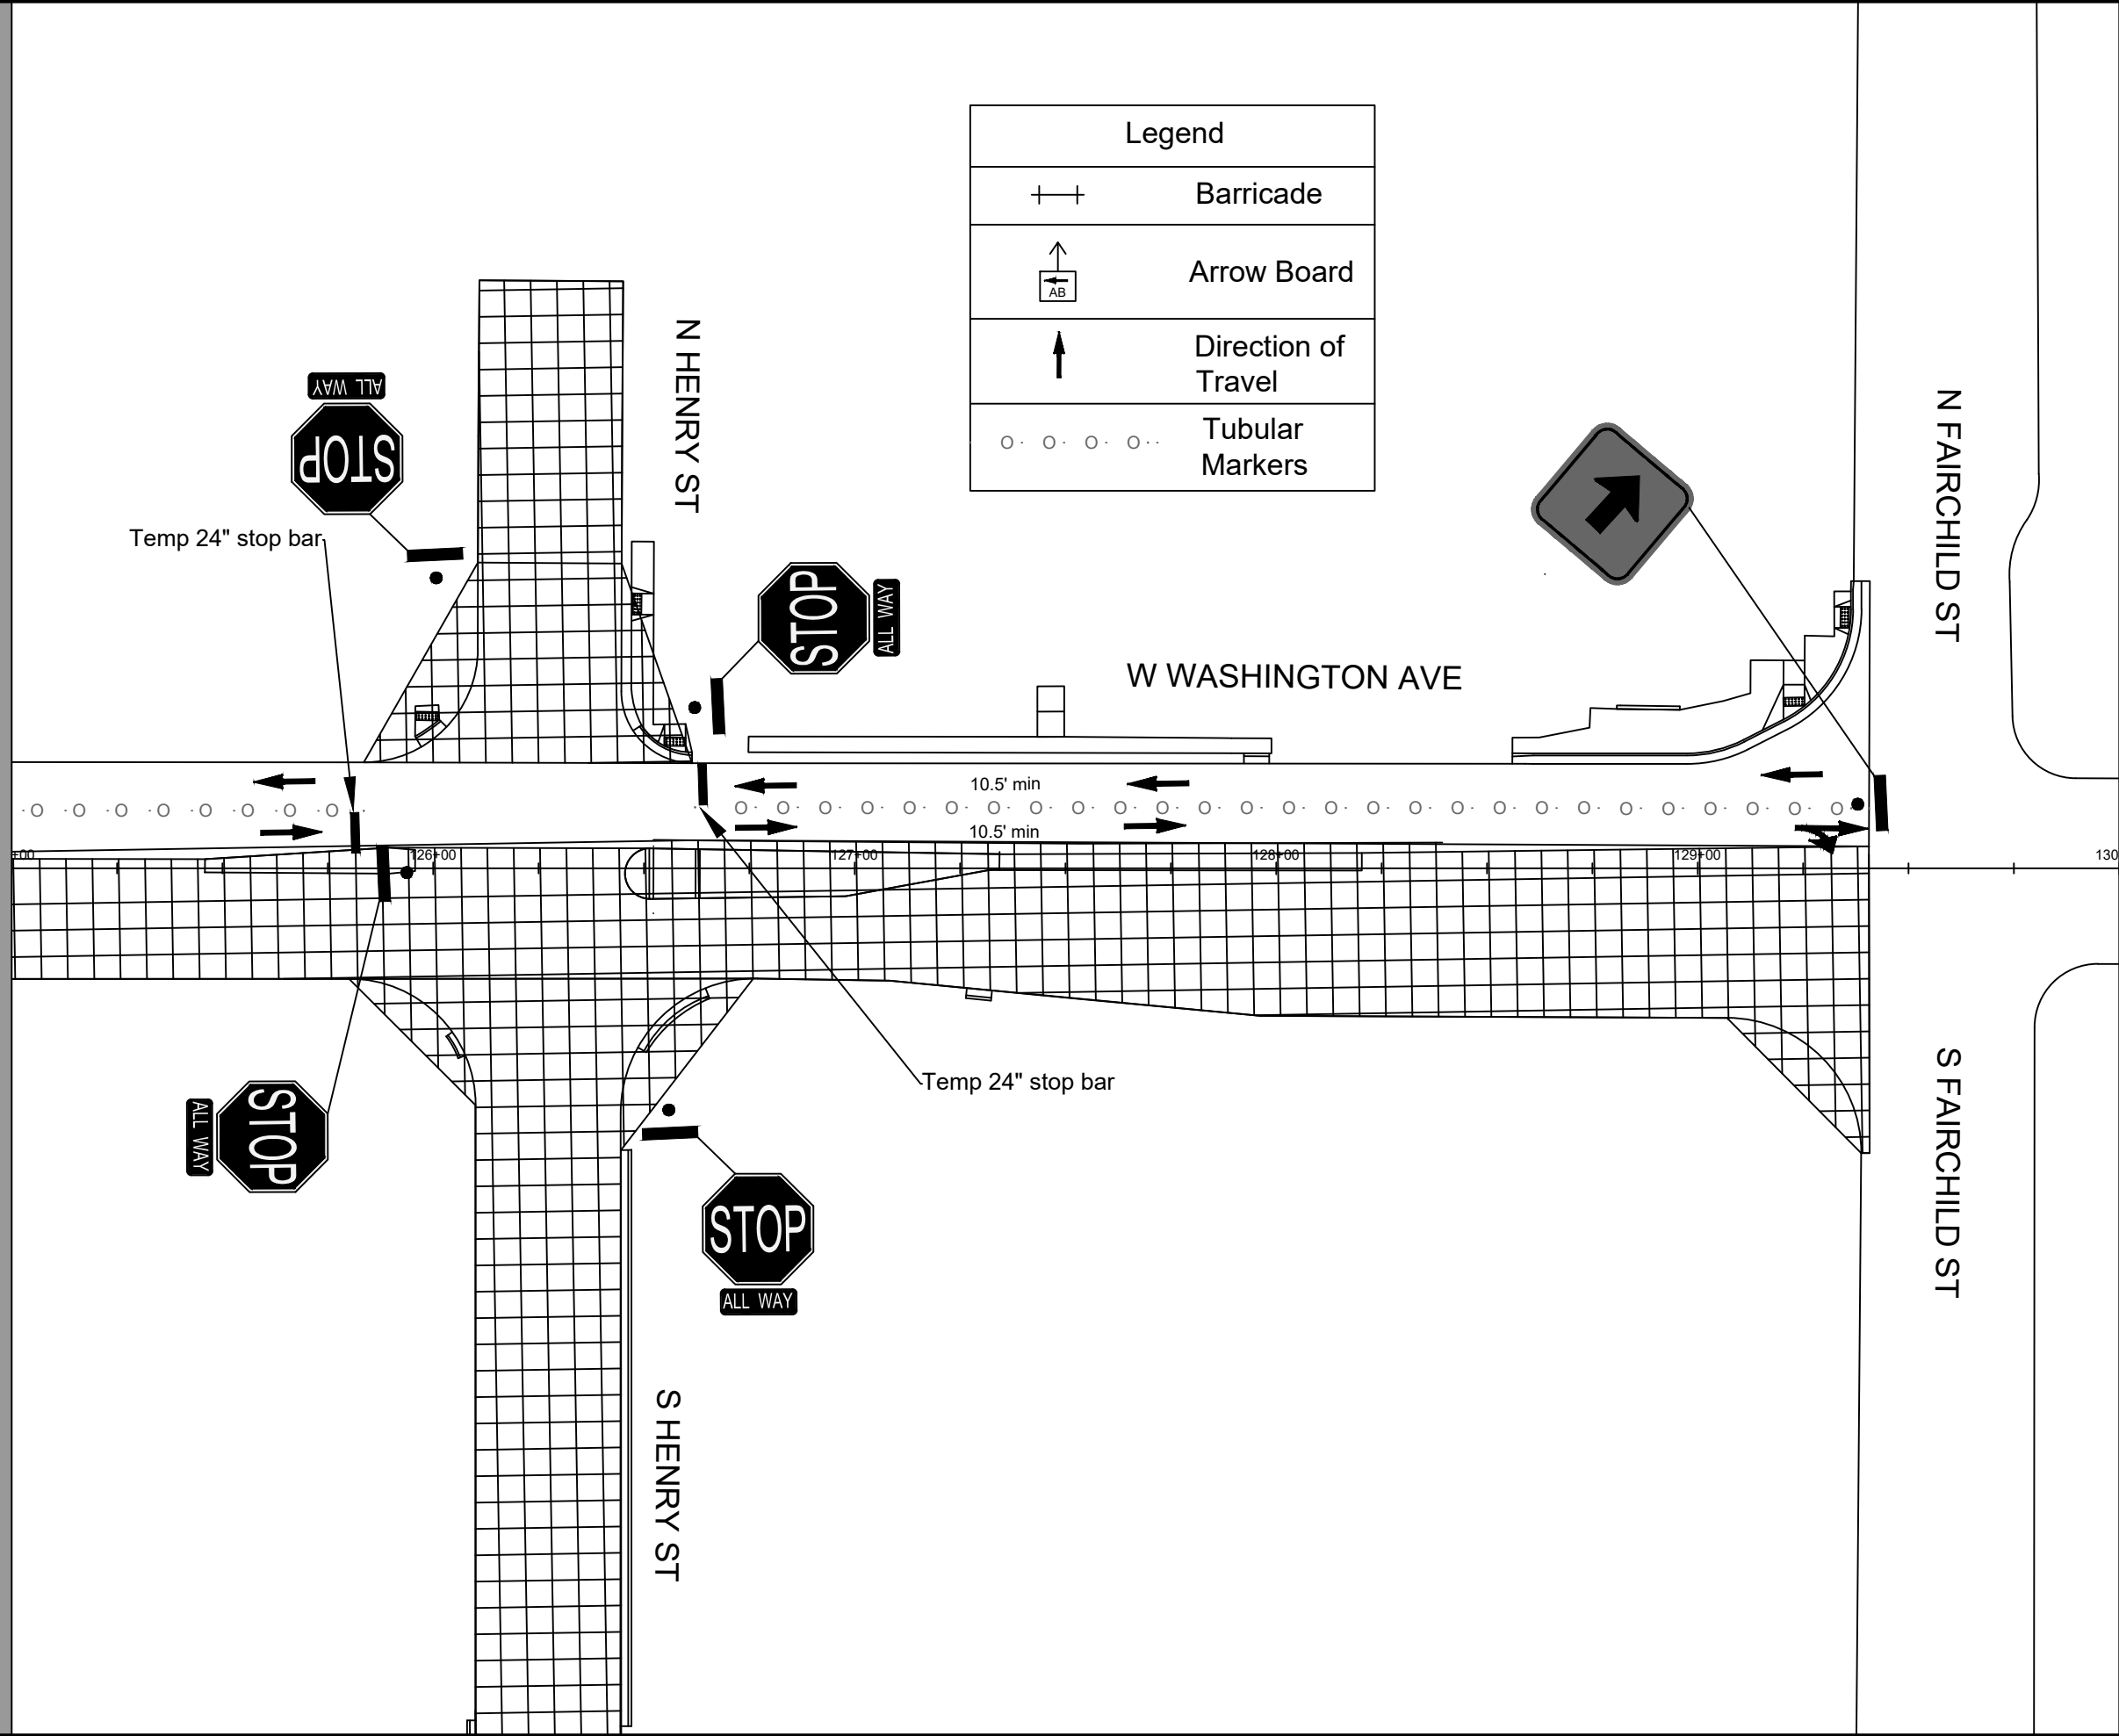 Legend
Barricade
AB
Arrow Board
Direction of
Travel
Tubular
Markers
N HENRY ST
ALL WAY
STOP
Temp 24" stop bar
STOP
ALL WAY
N FAIRCHILD ST
W WASHINGTON AVE
10.5' min
10.5' min
+00
126+00
127+00
128+00
129+00
130
Temp 24" stop bar
STOP
ALL WAY
STOP
ALL WAY
S FAIRCHILD ST
S HENRY ST